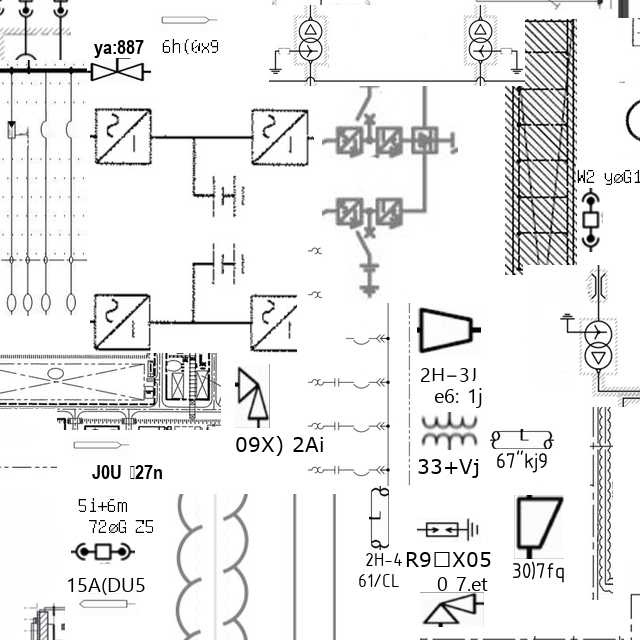 ya:887
6h(0x9
W2 yøG1
2H-3J
e6: 1j
09X) 2Ai
33+Vj
67"kj9
J0U 27n
5i+6m
72øG Z5
2H-4
R9□X05
30)7fq
61/CL
0 7.et
15A(DU5